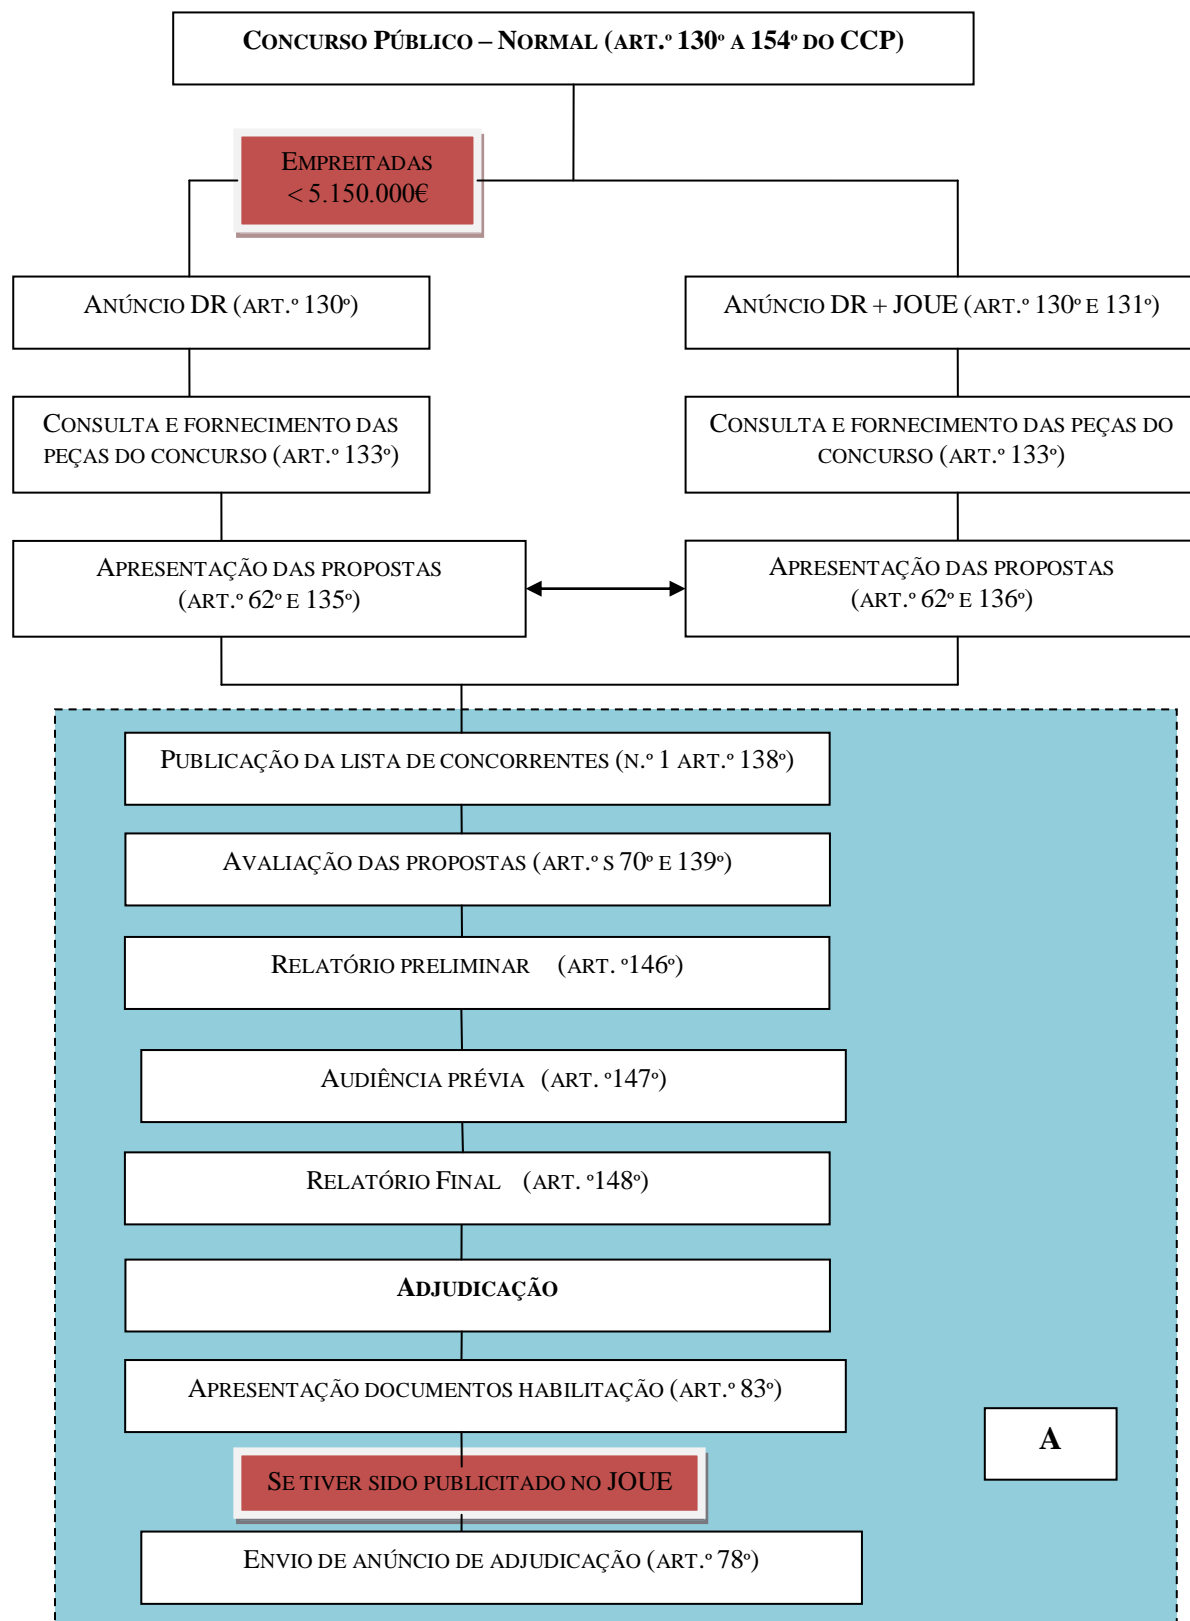 CONCURSO PÚBLICO – NORMAL (ART.º 130º A 154º DO CCP)
EMPREITADAS
< 5.150.000€
ANÚNCIO DR (ART.º 130º)
ANÚNCIO DR + JOUE (ART.º 130º E 131º)
CONSULTA E FORNECIMENTO DAS
PEÇAS DO CONCURSO (ART.º 133º)
CONSULTA E FORNECIMENTO DAS PEÇAS DO
CONCURSO (ART.º 133º)
APRESENTAÇÃO DAS PROPOSTAS
(ART.º 62º E 135º)
APRESENTAÇÃO DAS PROPOSTAS
(ART.º 62º E 136º)
PUBLICAÇÃO DA LISTA DE CONCORRENTES (N.º 1 ART.º 138º)
AVALIAÇÃO DAS PROPOSTAS (ART.º S 70º E 139º)
RELATÓRIO PRELIMINAR (ART. º146º)
AUDIÊNCIA PRÉVIA (ART. º147º)
RELATÓRIO FINAL (ART. º148º)
ADJUDICAÇÃO
APRESENTAÇÃO DOCUMENTOS HABILITAÇÃO (ART.º 83º)
A
SE TIVER SIDO PUBLICITADO NO JOUE
ENVIO DE ANÚNCIO DE ADJUDICAÇÃO (ART.º 78º)